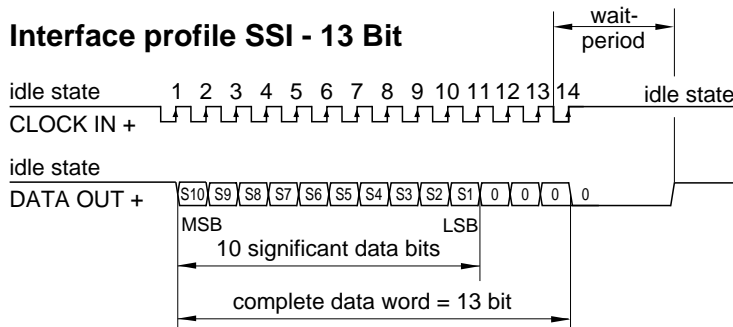 wait-
period
Interface profile SSI - 13 Bit
idle state 1 2 3 4 5 6 7 8 9 10 11 12 13 14 idle state
CLOCK IN +
idle state
DATA OUT + S10 S9 S8 S7 S6 S5 S4 S3 S2 S1 0 0 0 0
MSB LSB
10 significant data bits
complete data word = 13 bit